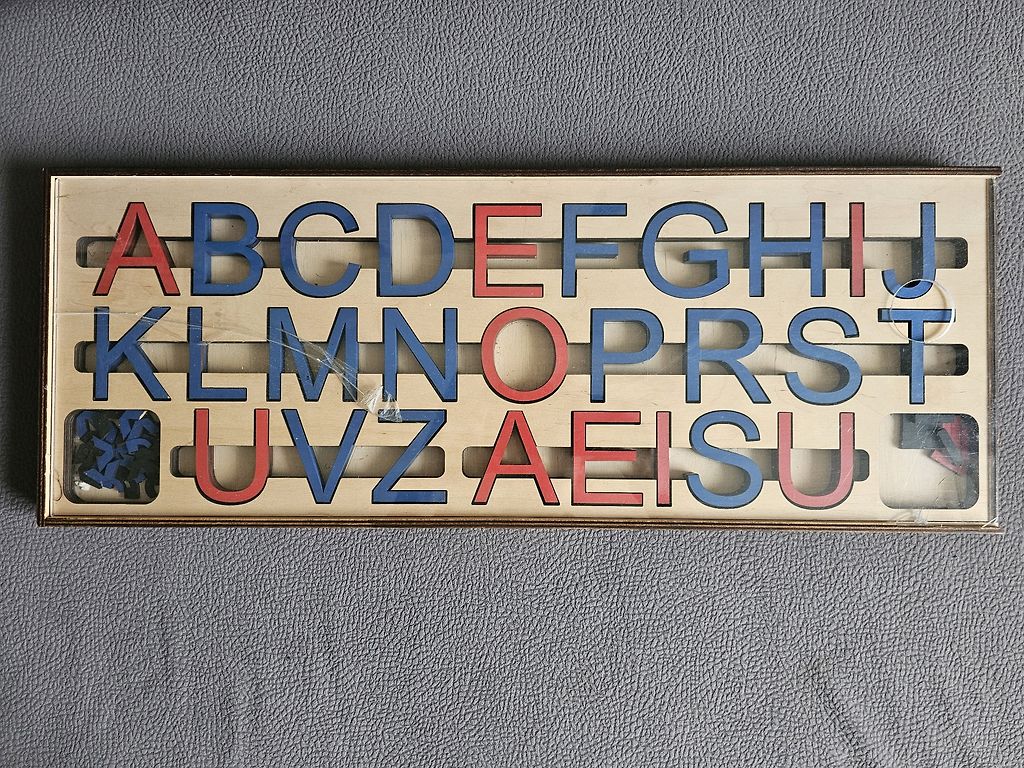 ABCDEFGHIJ
KLMNOPRST
UVZ AEISU